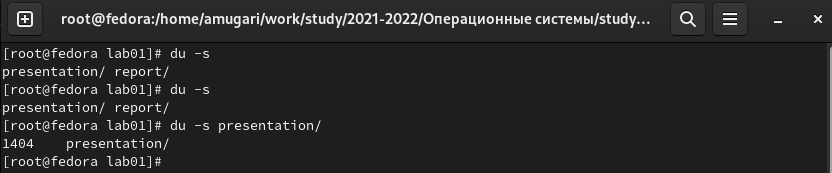 root@fedora:/home/amugari/work/study/2021-2022/Операционные системы/study...
[root@fedora lab01]# du -s
presentation/ report/
[root@fedora lab01]# du -s
presentation/ report/
[root@fedora lab01]# du -s presentation/
1404    presentation/
[root@fedora lab01]#